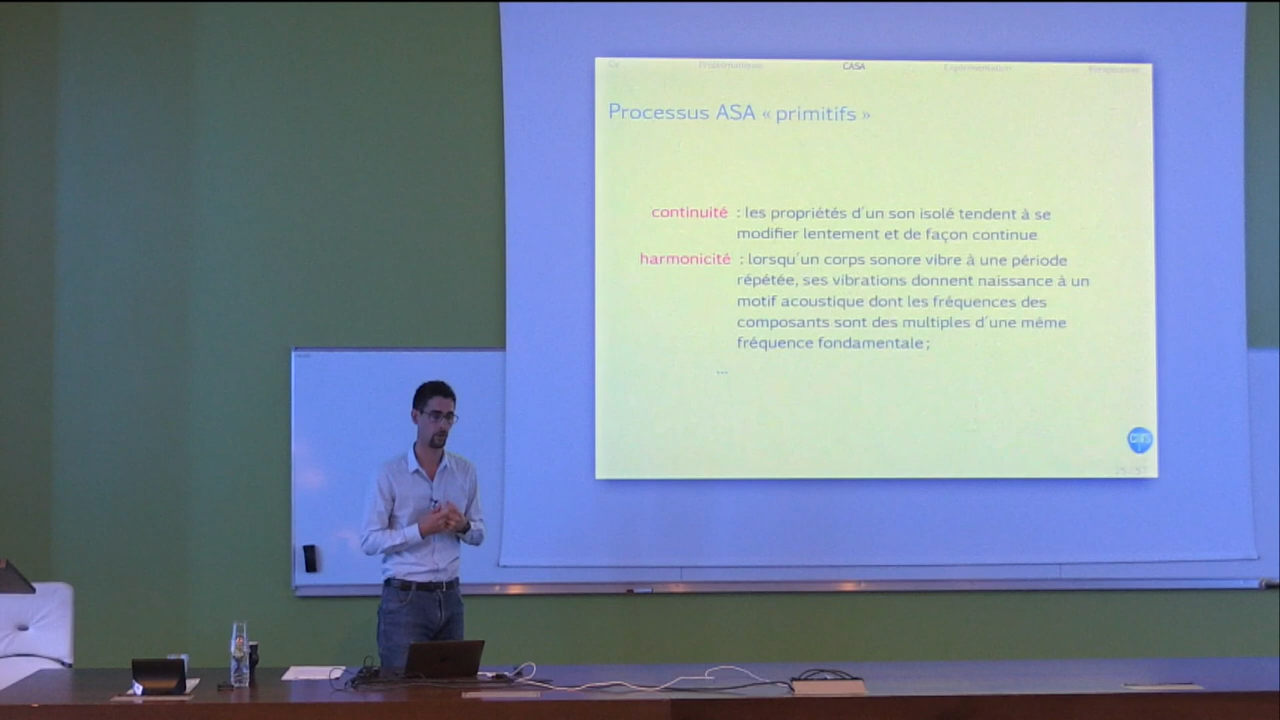 CASA
Processus ASA « primitifs »
continuité : les propriétés d'un son isolé tendent à se
modifier lentement et de façon continue
harmonicité : lorsqu'un corps sonore vibre à une période
répétée, ses vibrations donnent naissance à un
motif acoustique dont les fréquences des
composants sont des multiples d'une même
fréquence fondamentale ;
...
cnrs